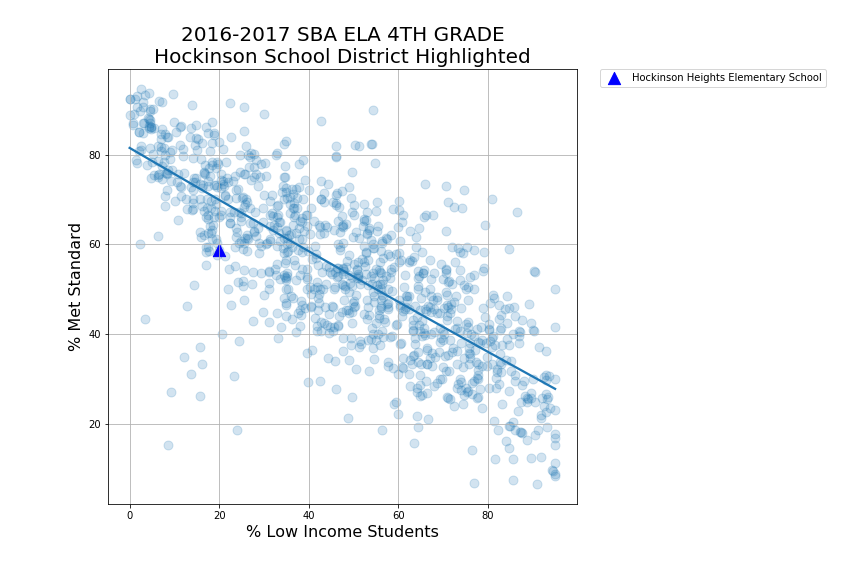 2016-2017 SBA ELA 4TH GRADE
Hockinson School District Highlighted
Hockinson Heights Elementary School
% Met Standard
80
60
40
20
0
20
40
60
80
% Low Income Students